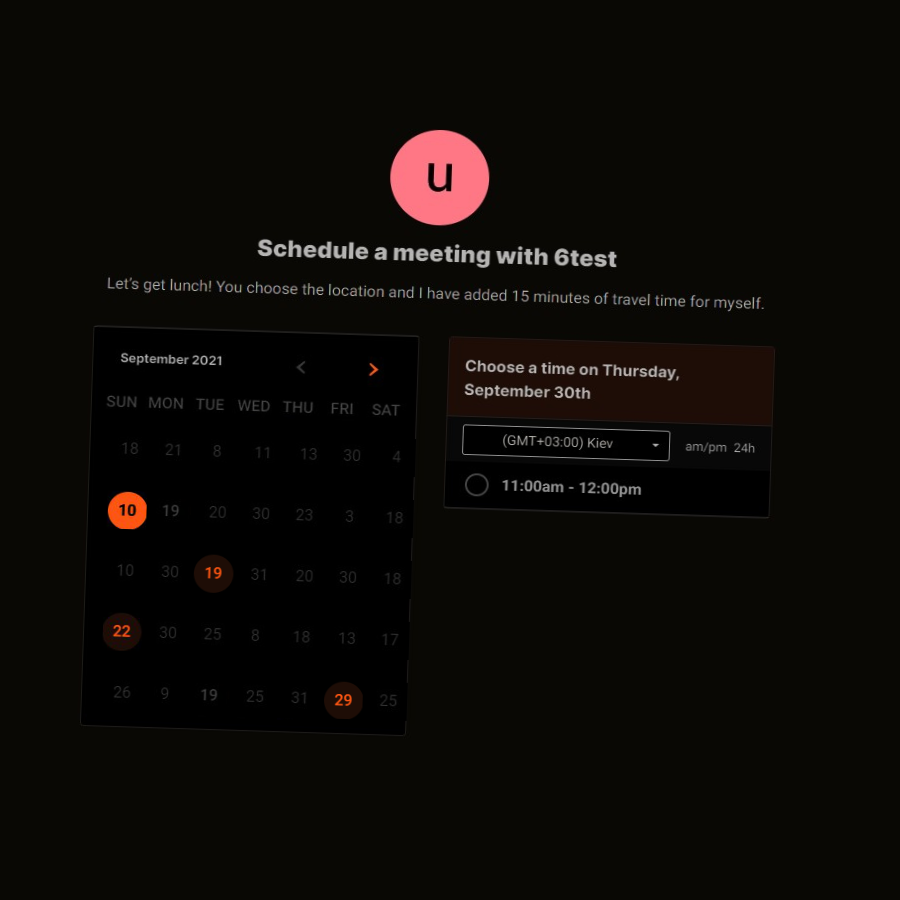 u
Schedule a meeting with 6test
Let's get lunch! You choose the location and I have added 15 minutes of travel time for myself.
September 2021
SUN MON TUE WED THU FRI SAT
18 21 8 11 13 30 4
10 19 20 30 23 3 18
10 30 19 31 20 30 18
22 30 25 8 18 13 17
26 9 19 25 31 29 25
Choose a time on Thursday,
September 30th
(GMT+03:00) Kiev am/pm 24h
11:00am - 12:00pm